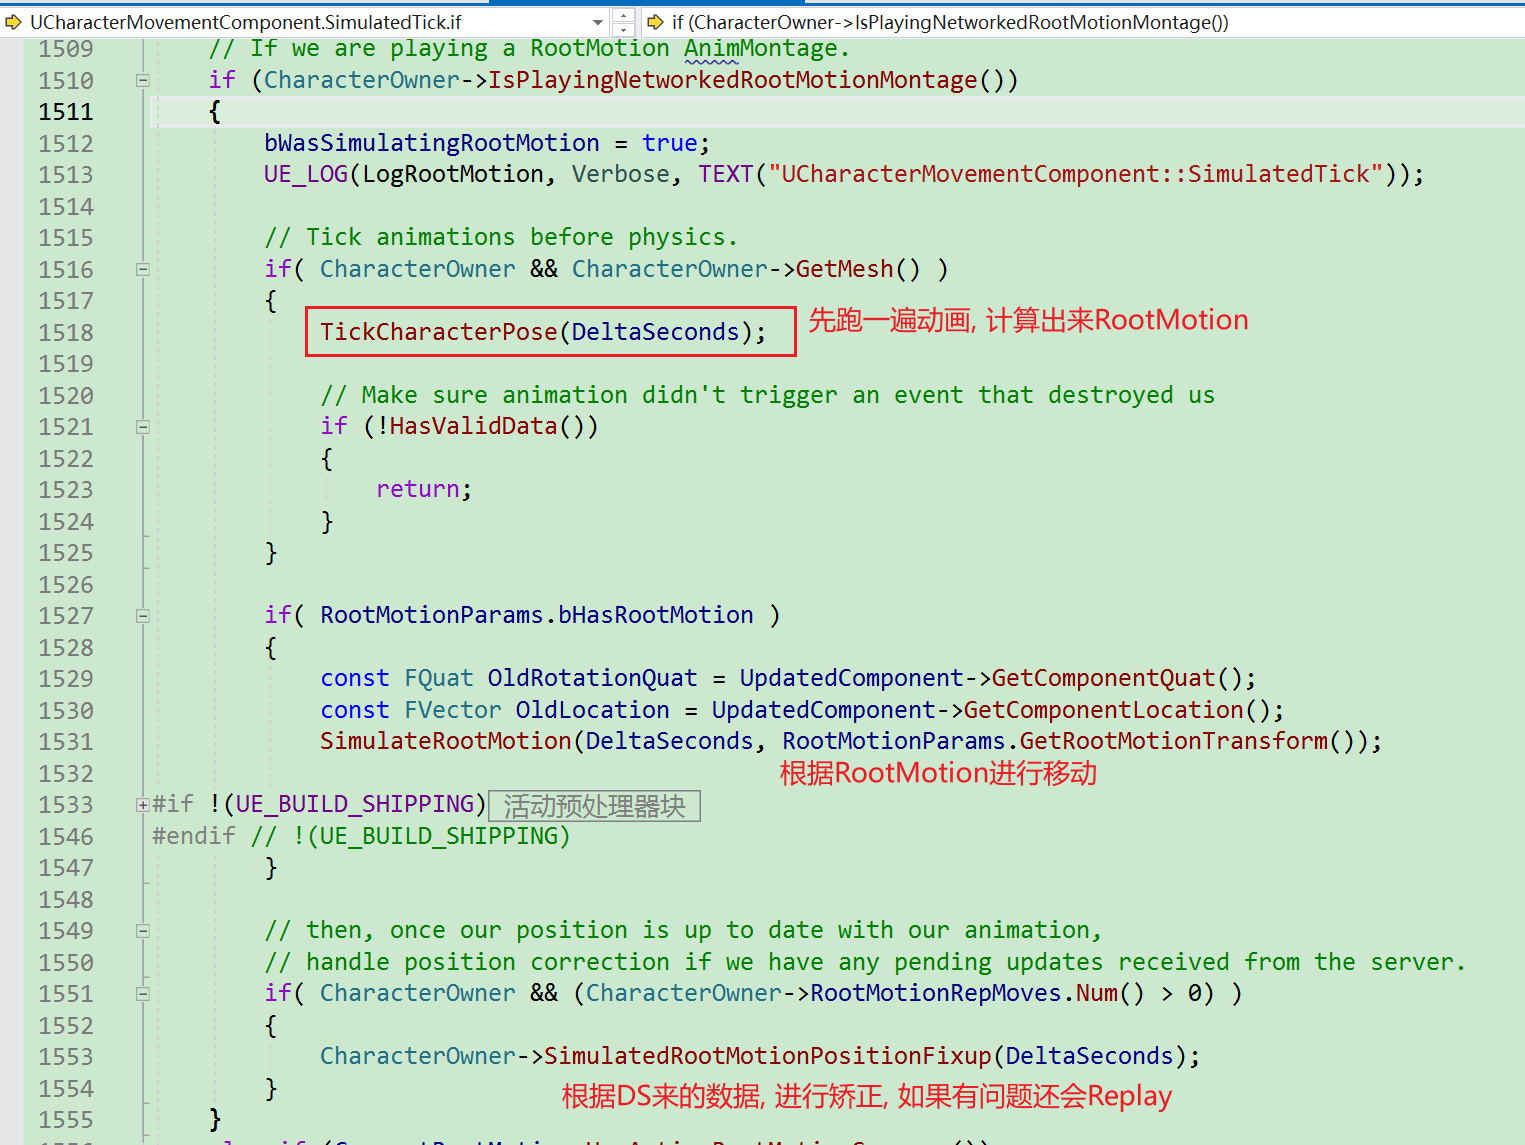 UCharacterMovementComponent.SimulatedTick.if if (CharacterOwner->IsPlayingNetworkedRootMotionMontage())
1509 // If we are playing a RootMotion AnimMontage.
1510 if (CharacterOwner->IsPlayingNetworkedRootMotionMontage())
1511 {
1512 bWasSimulatingRootMotion = true;
1513 UE_LOG(LogRootMotion, Verbose, TEXT("UCharacterMovementComponent::SimulatedTick"));
1514
1515 // Tick animations before physics.
1516 if( CharacterOwner && CharacterOwner->GetMesh() )
1517 {
1518 TickCharacterPose(DeltaSeconds); 先跑一遍动画, 计算出来RootMotion
1519
1520 // Make sure animation didn't trigger an event that destroyed us
1521 if (!HasValidData())
1522 {
1523 return;
1524 }
1525 }
1526
1527 if( RootMotionParams.bHasRootMotion )
1528 {
1529 const FQuat OldRotationQuat = UpdatedComponent->GetComponentQuat();
1530 const FVector OldLocation = UpdatedComponent->GetComponentLocation();
1531 SimulateRootMotion(DeltaSeconds, RootMotionParams.GetRootMotionTransform());
1532 根据RootMotion进行移动
1533 #if !(UE_BUILD_SHIPPING) 活动预处理器块
1546 #endif // !(UE_BUILD_SHIPPING)
1547 }
1548
1549 // then, once our position is up to date with our animation,
1550 // handle position correction if we have any pending updates received from the server.
1551 if( CharacterOwner && (CharacterOwner->RootMotionRepMoves.Num() > 0) )
1552 {
1553 CharacterOwner->SimulatedRootMotionPositionFixup(DeltaSeconds);
1554 } 根据DS来的数据, 进行矫正, 如果有问题还会Replay
1555 }